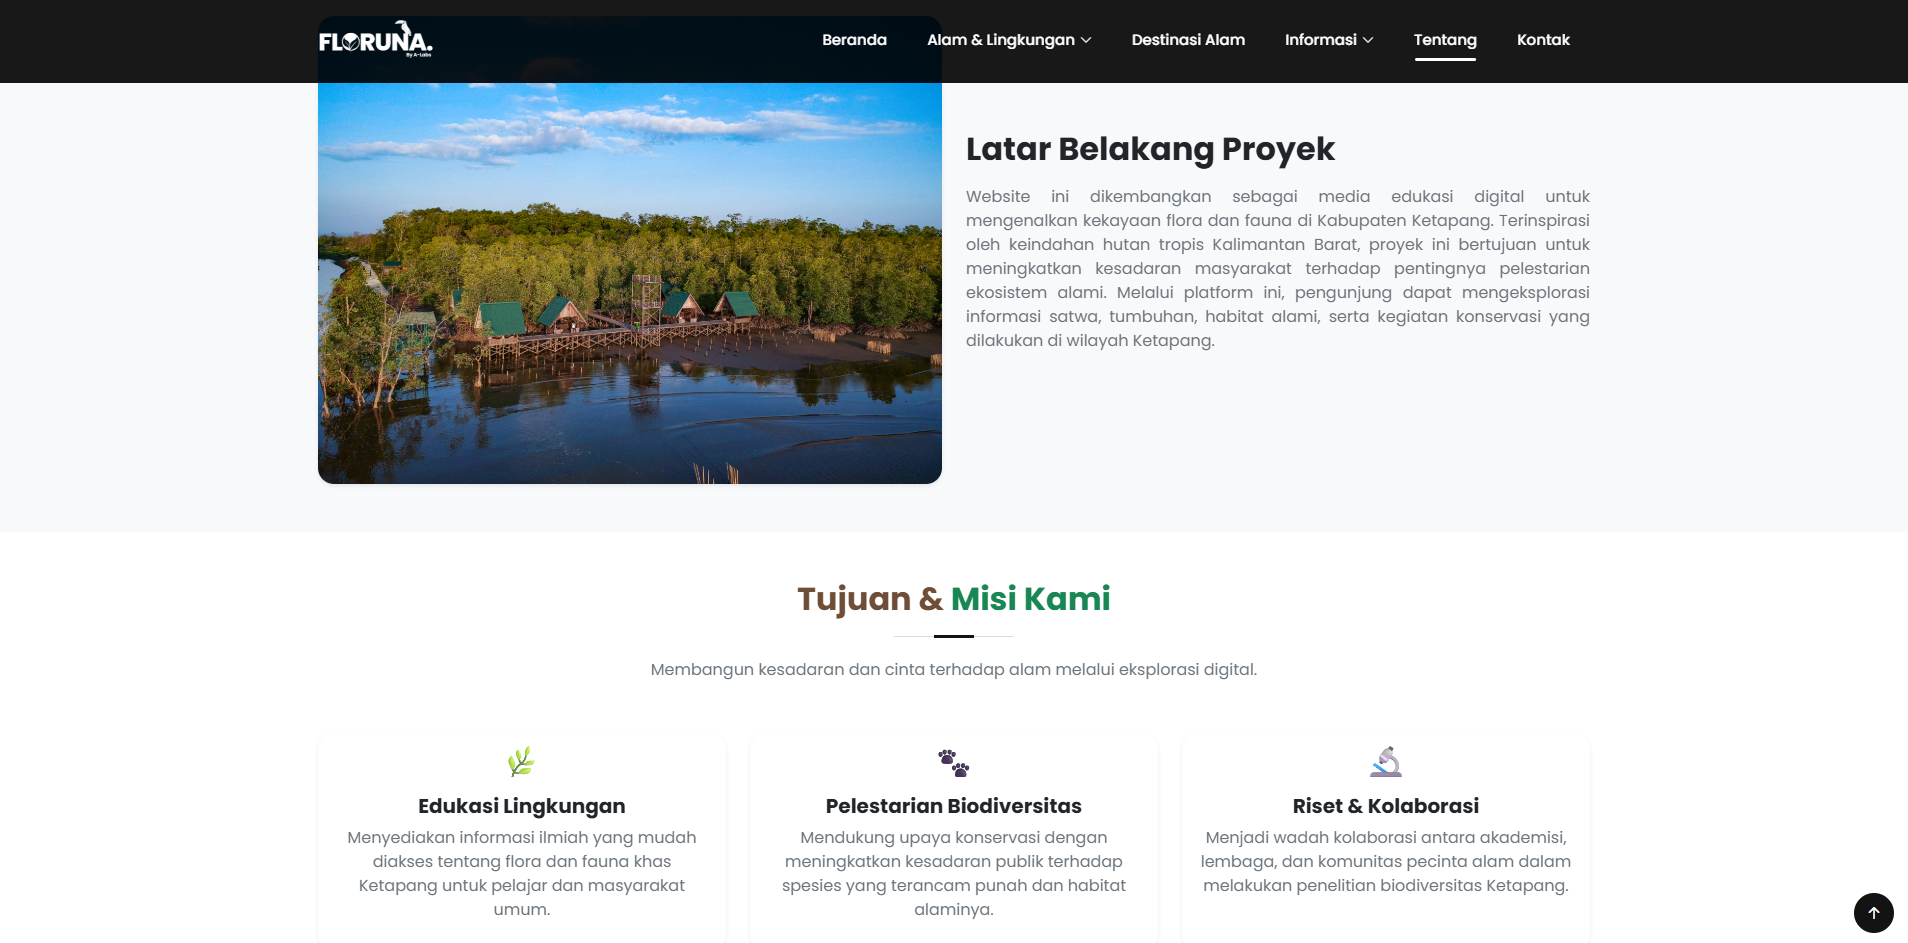 FLORUNA.
By A-Labs
Beranda
Alam & Lingkungan
Destinasi Alam
Informasi
Tentang
Kontak
Latar Belakang Proyek
Website ini dikembangkan sebagai media edukasi digital untuk
mengenalkan kekayaan flora dan fauna di Kabupaten Ketapang. Terinspirasi
oleh keindahan hutan tropis Kalimantan Barat, proyek ini bertujuan untuk
meningkatkan kesadaran masyarakat terhadap pentingnya pelestarian
ekosistem alami. Melalui platform ini, pengunjung dapat mengeksplorasi
informasi satwa, tumbuhan, habitat alami, serta kegiatan konservasi yang
dilakukan di wilayah Ketapang.
Tujuan & Misi Kami
Membangun kesadaran dan cinta terhadap alam melalui eksplorasi digital.
Edukasi Lingkungan
Menyediakan informasi ilmiah yang mudah
diakses tentang flora dan fauna khas
Ketapang untuk pelajar dan masyarakat
umum.
Pelestarian Biodiversitas
Mendukung upaya konservasi dengan
meningkatkan kesadaran publik terhadap
spesies yang terancam punah dan habitat
alaminya.
Riset & Kolaborasi
Menjadi wadah kolaborasi antara akademisi,
lembaga, dan komunitas pecinta alam dalam
melakukan penelitian biodiversitas Ketapang.